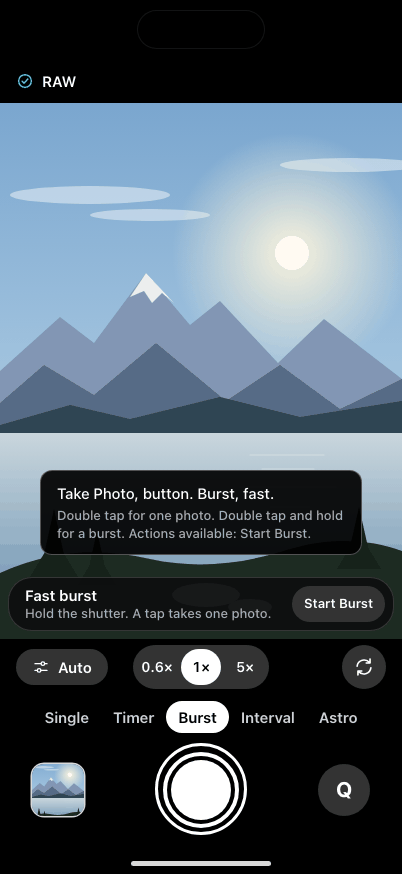 RAW
Take Photo, button. Burst, fast.
Double tap for one photo. Double tap and hold
for a burst. Actions available: Start Burst.
Fast burst
Hold the shutter. A tap takes one photo.
Start Burst
Auto
0.6×
1×
5×
Single
Timer
Burst
Interval
Astro
Q